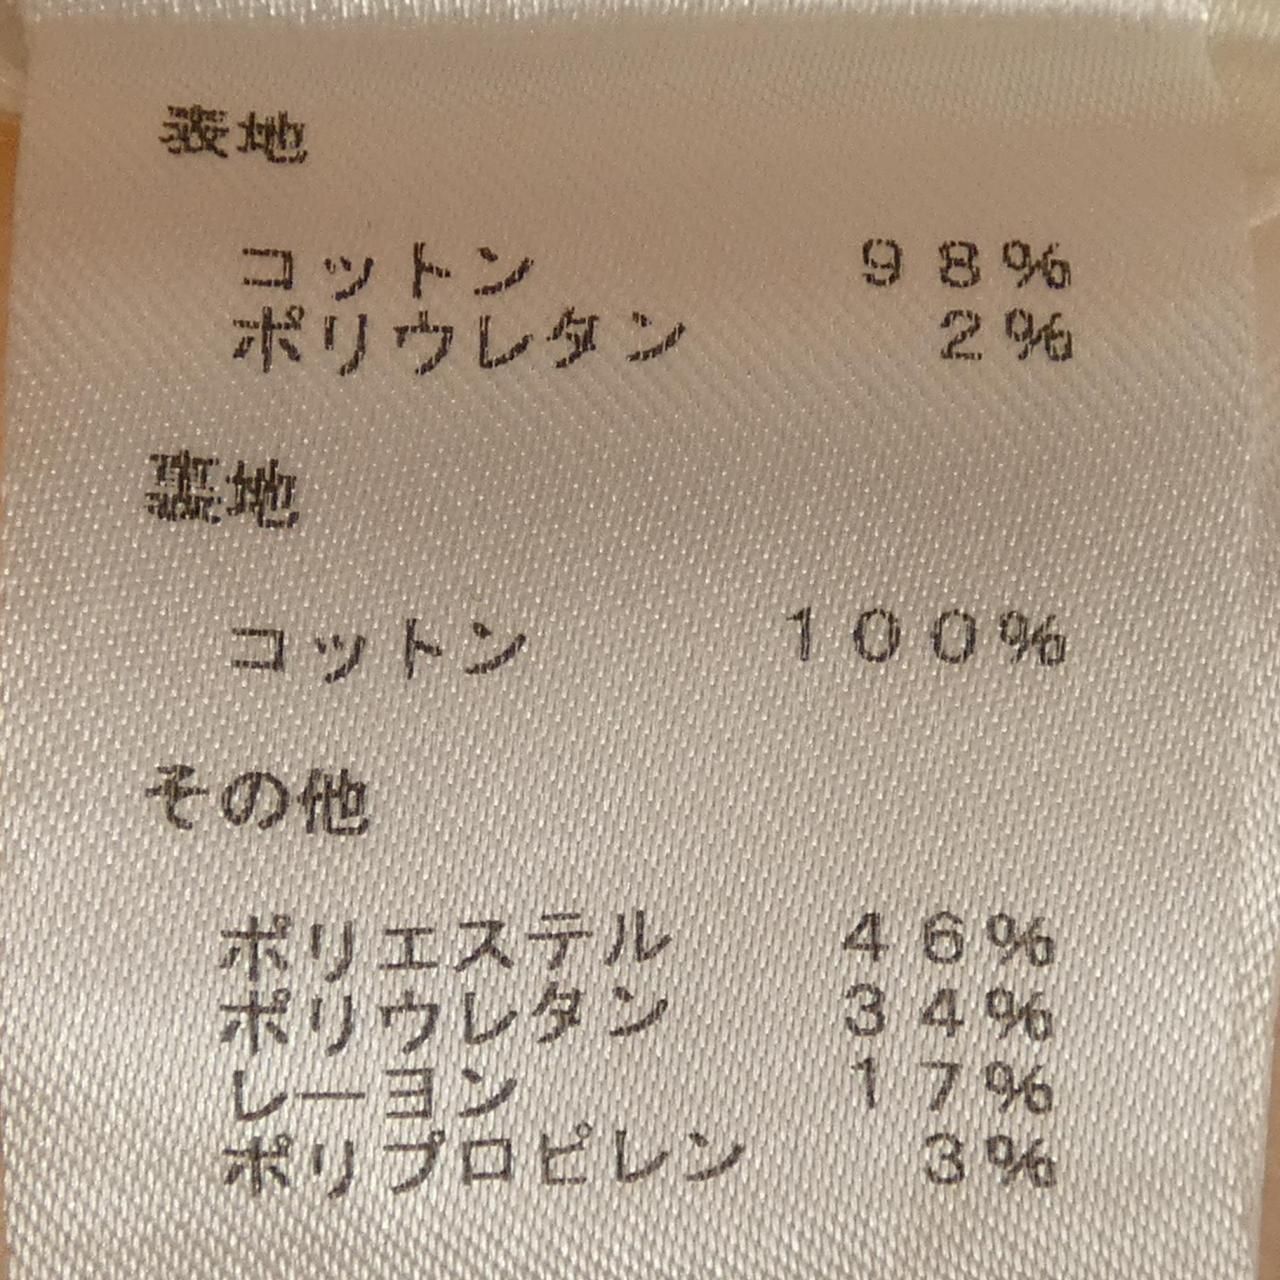 表地
コットン 98%
ポリウレタン 2%
裏地
コットン 100%
その他
ポリエステル 46%
ポリウレタン 34%
レーヨン 17%
ポリプロピレン 3%